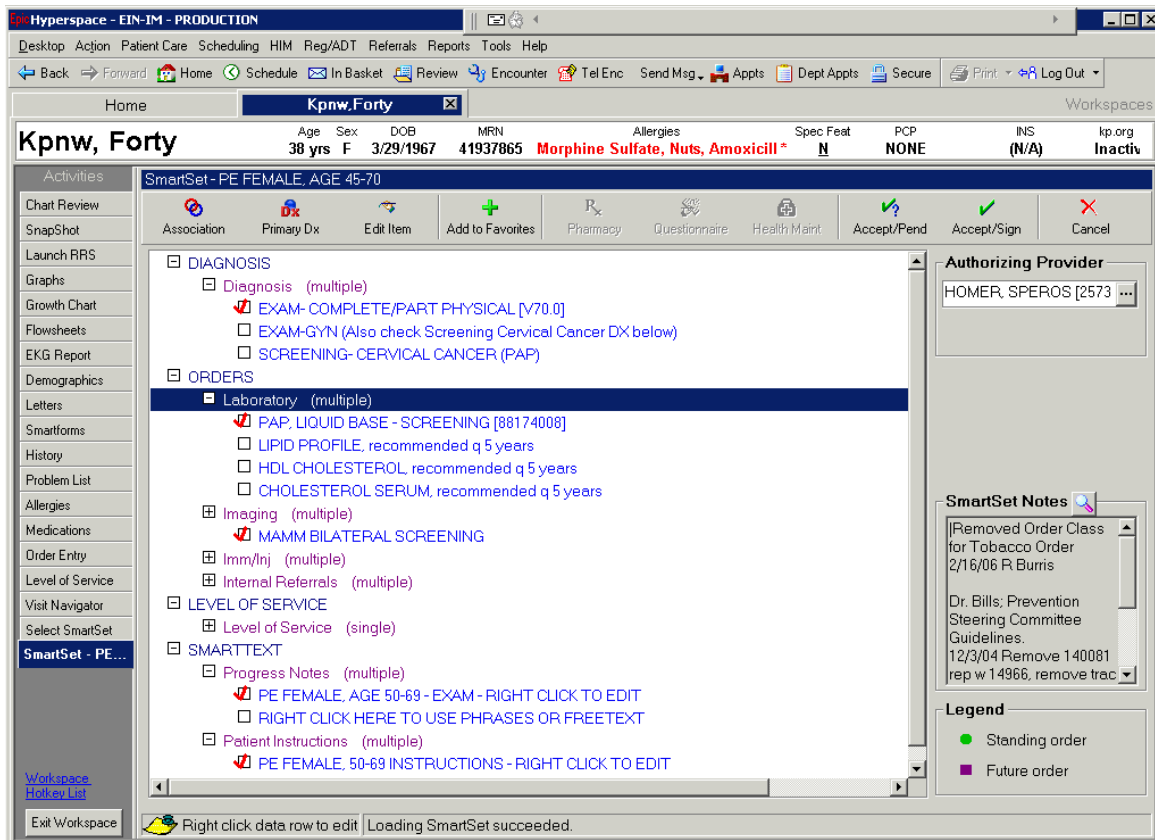 Epic Hyperspace - EIN-IM - PRODUCTION
Desktop Action Patient Care Scheduling HIM Reg/ADT Referrals Reports Tools Help
Back Forward Home Schedule In Basket Review Encounter Tel Enc Send Msg Appts Dept Appts Secure Print Log Out
Home Kpnw,Forty Workspaces
Age Sex DOB MRN Allergies Spec Feat PCP INS kp.org
Kpnw, Forty 38 yrs F 3/29/1967 41937865 Morphine Sulfate, Nuts, Amoxicill * N NONE (N/A) Inactiv
Activities
Chart Review
SnapShot
Launch RRS
Graphs
Growth Chart
Flowsheets
EKG Report
Demographics
Letters
Smartforms
History
Problem List
Allergies
Medications
Order Entry
Level of Service
Visit Navigator
Select SmartSet
SmartSet - PE...
Workspace
Hotkey List
Exit Workspace
SmartSet - PE FEMALE, AGE 45-70
Dx Rx
Association Primary Dx Edit Item Add to Favorites Pharmacy Questionnaire Health Maint Accept/Pend Accept/Sign Cancel
DIAGNOSIS
Diagnosis (multiple)
EXAM- COMPLETE/PART PHYSICAL [V70.0]
EXAM-GYN (Also check Screening Cervical Cancer DX below)
SCREENING- CERVICAL CANCER (PAP)
ORDERS
Laboratory (multiple)
PAP, LIQUID BASE - SCREENING [88174008]
LIPID PROFILE, recommended q 5 years
HDL CHOLESTEROL, recommended q 5 years
CHOLESTEROL SERUM, recommended q 5 years
Imaging (multiple)
MAMM BILATERAL SCREENING
Imm/Inj (multiple)
Internal Referrals (multiple)
LEVEL OF SERVICE
Level of Service (single)
SMARTTEXT
Progress Notes (multiple)
PE FEMALE, AGE 50-69 - EXAM - RIGHT CLICK TO EDIT
RIGHT CLICK HERE TO USE PHRASES OR FREETEXT
Patient Instructions (multiple)
PE FEMALE, 50-69 INSTRUCTIONS - RIGHT CLICK TO EDIT
Authorizing Provider
HOMER, SPEROS [2573 ...
SmartSet Notes
Removed Order Class
for Tobacco Order
2/16/06 R Burris
Dr. Bills; Prevention
Steering Committee
Guidelines.
12/3/04 Remove 140081
rep w 14966, remove trac
Legend
Standing order
Future order
Right click data row to edit Loading SmartSet succeeded.